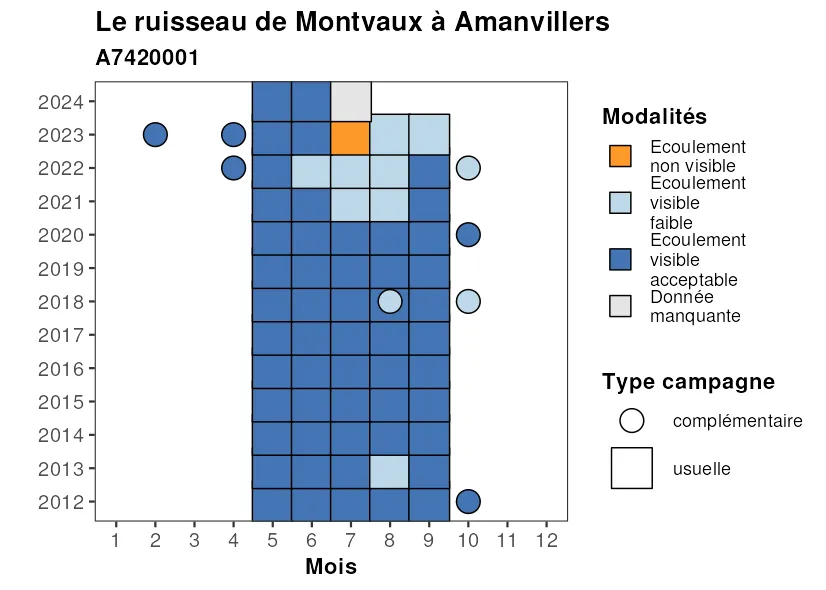 Le ruisseau de Montvaux à Amanvillers
A7420001
2024
2023
2022
2021
2020
2019
2018
2017
2016
2015
2014
2013
2012
1 2 3 4 5 6 7 8 9 10 11 12
Mois
Modalités
Ecoulement
non visible
Ecoulement
visible
faible
Ecoulement
visible
acceptable
Donnée
manquante
Type campagne
complémentaire
usuelle